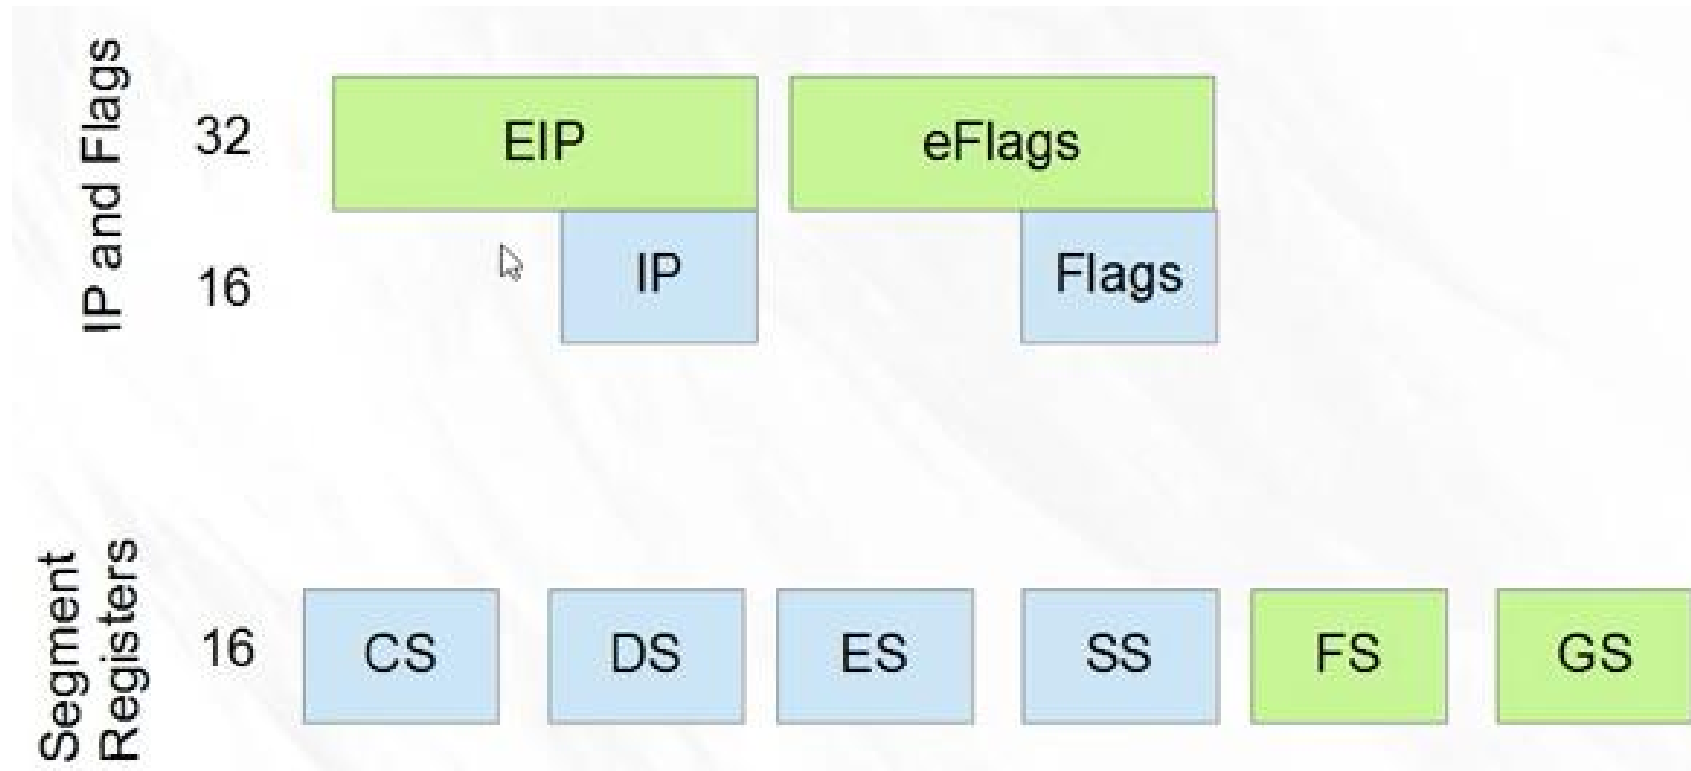 IP and Flags
32
EIP
eFlags
16
IP
Flags
Segment
Registers
16
CS
DS
ES
SS
FS
GS